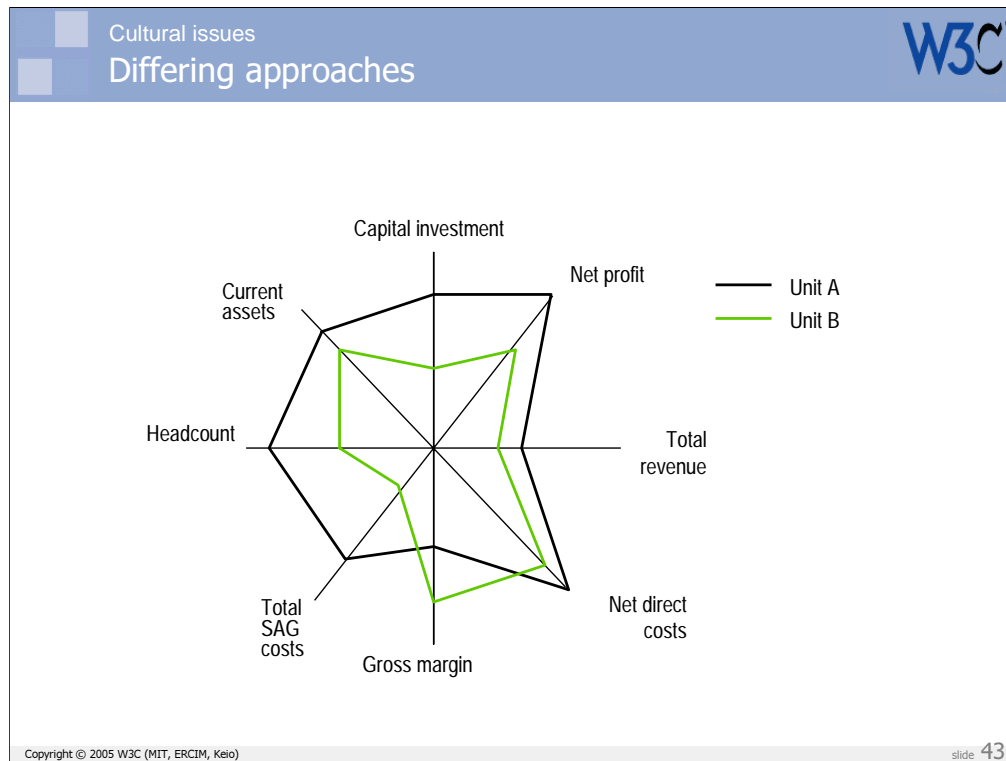 Cultural issues
Differing approaches
W3C
Capital investment
Net profit
Current
assets
Unit A
Unit B
Headcount
Total
revenue
Total
SAG
costs
Net direct
costs
Gross margin
Copyright © 2005 W3C (MIT, ERCIM, Keio)
slide 43